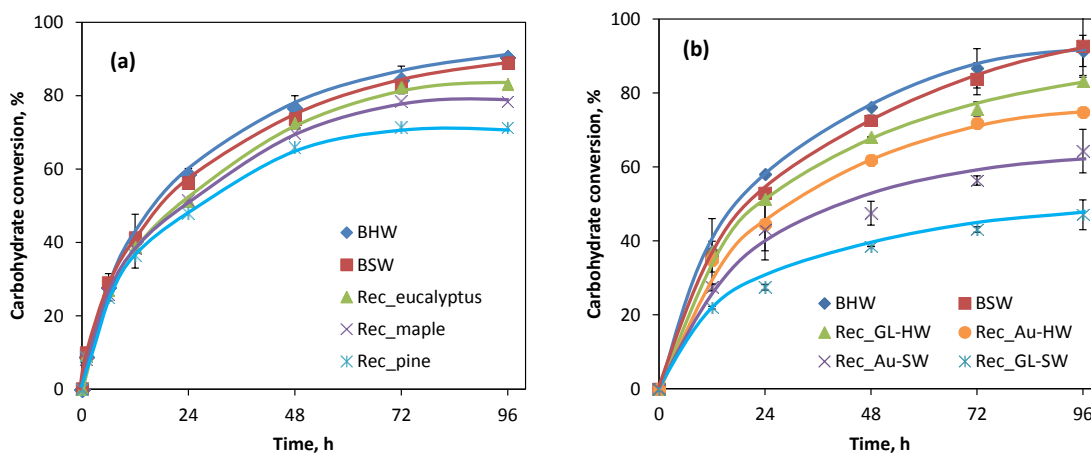 (a)
Carbohydrate conversion, %
100
80
60
40
20
0
0 24 48 72 96
Time, h
BHW
BSW
Rec_eucalyptus
Rec_maple
Rec_pine
(b)
Carbohydrate conversion, %
100
80
60
40
20
0
0 24 48 72 96
Time, h
BHW BSW
Rec_GL-HW Rec_Au-HW
Rec_Au-SW Rec_GL-SW